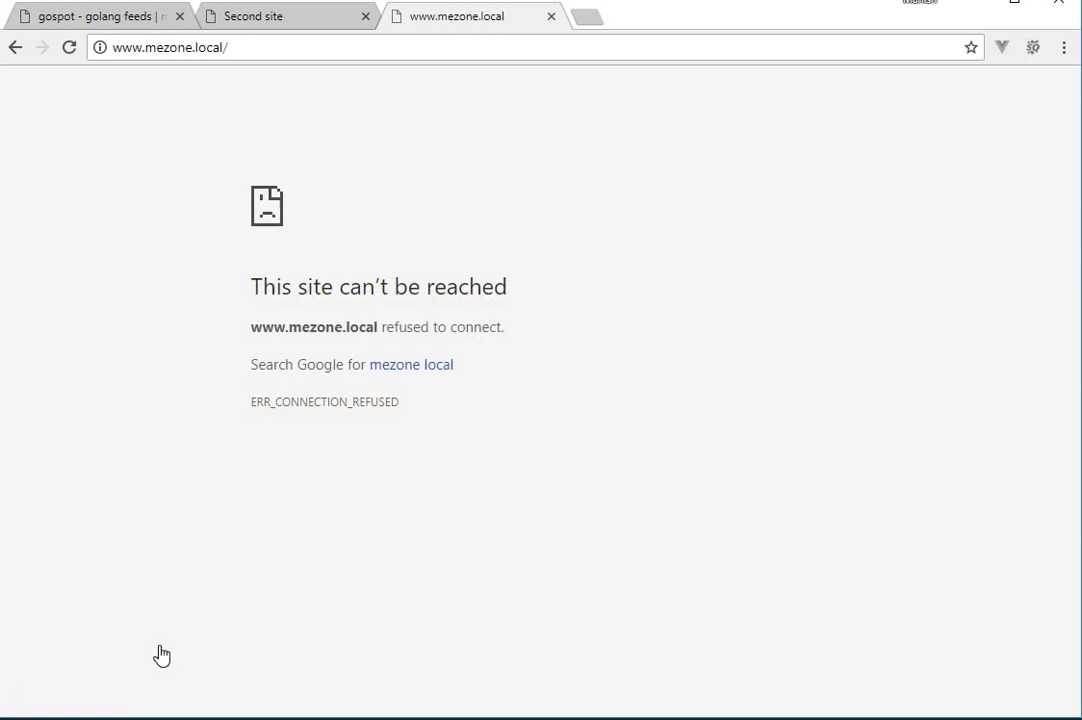 gospot - golang feeds |
Second site
www.mezone.local
www.mezone.local/
This site can't be reached
www.mezone.local refused to connect.
Search Google for mezone local
ERR_CONNECTION_REFUSED